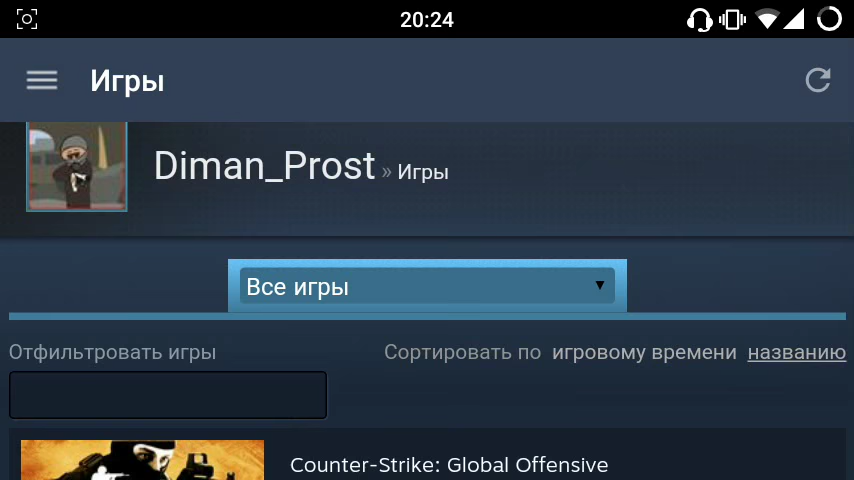 20:24
Игры
Diman_Prost » Игры
Все игры
Отфильтровать игры
Сортировать по игровому времени названию
Counter-Strike: Global Offensive